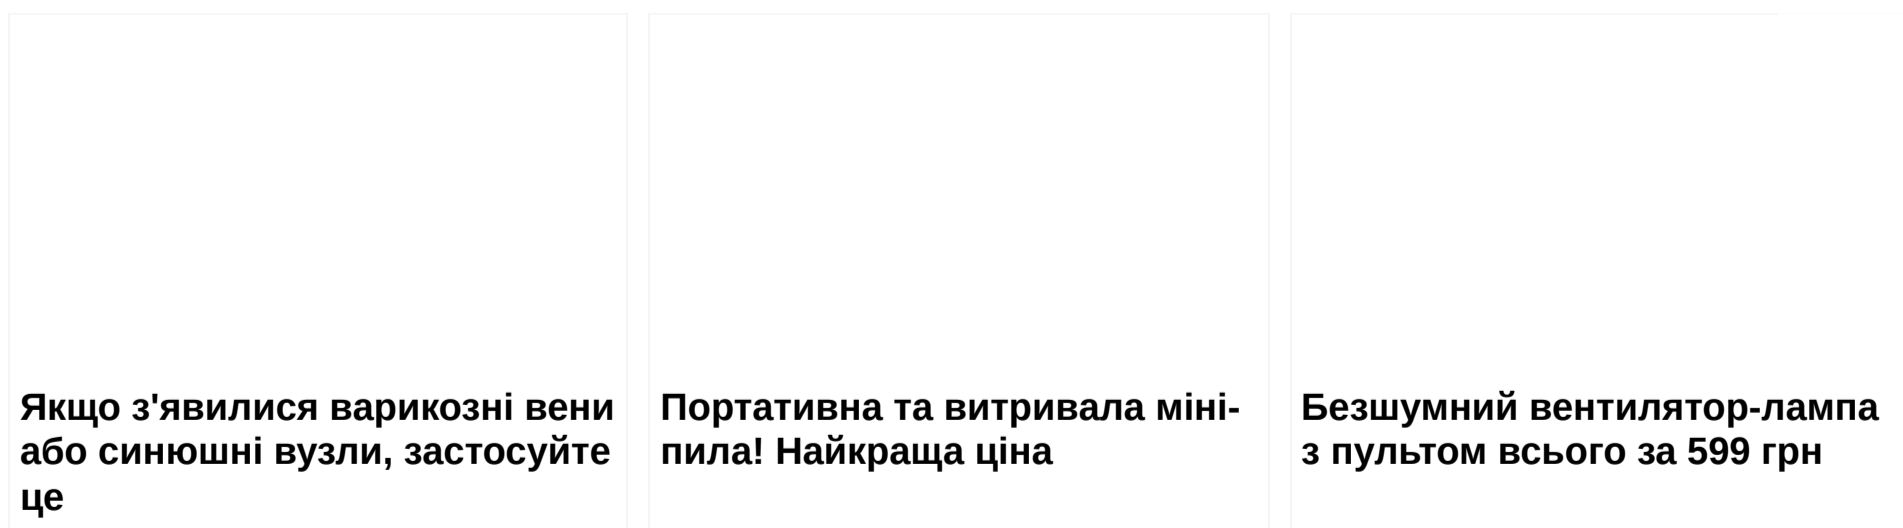 Якщо з'явилися варикозні вени
або синюшні вузли, застосуйте
це
Портативна та витривала міні-
пила! Найкраща ціна
Безшумний вентилятор-лампа
з пультом всього за 599 грн